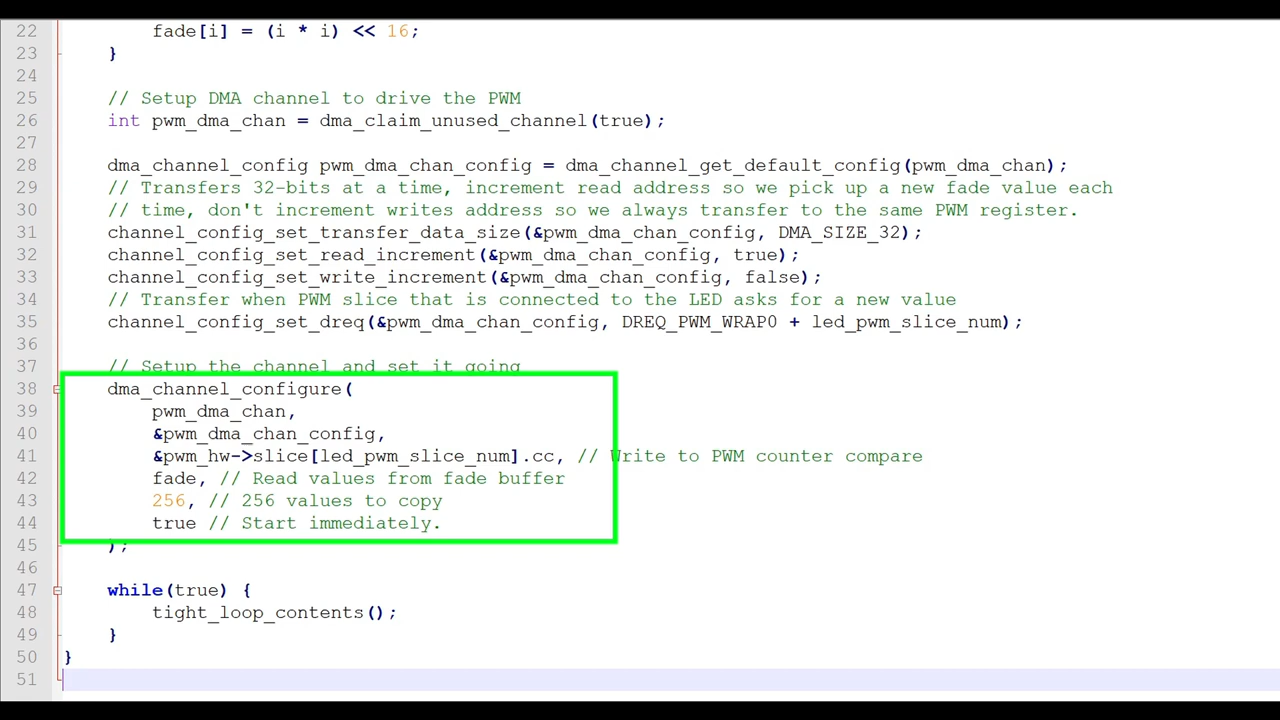 22 fade[i] = (i * i) << 16;
23 }
24
25 // Setup DMA channel to drive the PWM
26 int pwm_dma_chan = dma_claim_unused_channel(true);
27
28 dma_channel_config pwm_dma_chan_config = dma_channel_get_default_config(pwm_dma_chan);
29 // Transfers 32-bits at a time, increment read address so we pick up a new fade value each
30 // time, don't increment writes address so we always transfer to the same PWM register.
31 channel_config_set_transfer_data_size(&pwm_dma_chan_config, DMA_SIZE_32);
32 channel_config_set_read_increment(&pwm_dma_chan_config, true);
33 channel_config_set_write_increment(&pwm_dma_chan_config, false);
34 // Transfer when PWM slice that is connected to the LED asks for a new value
35 channel_config_set_dreq(&pwm_dma_chan_config, DREQ_PWM_WRAP0 + led_pwm_slice_num);
36
37 // Setup the channel and set it going
38 dma_channel_configure(
39 pwm_dma_chan,
40 &pwm_dma_chan_config,
41 &pwm_hw->slice[led_pwm_slice_num].cc, // Write to PWM counter compare
42 fade, // Read values from fade buffer
43 256, // 256 values to copy
44 true // Start immediately.
45 );
46
47 while(true) {
48 tight_loop_contents();
49 }
50 }
51